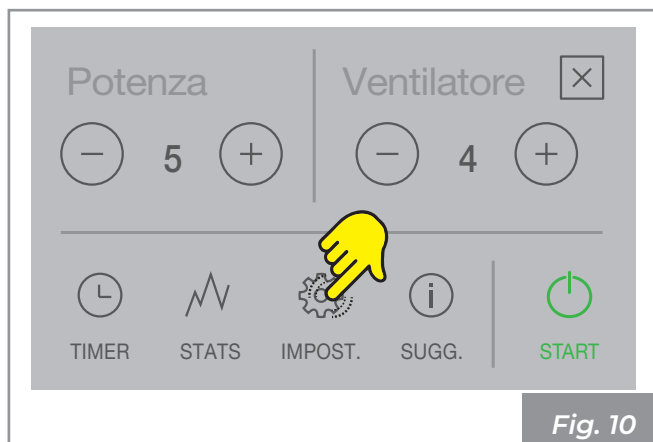 Potenza
Ventilatore
5
4
TIMER
STATS
IMPOST.
SUGG.
START
Fig. 10